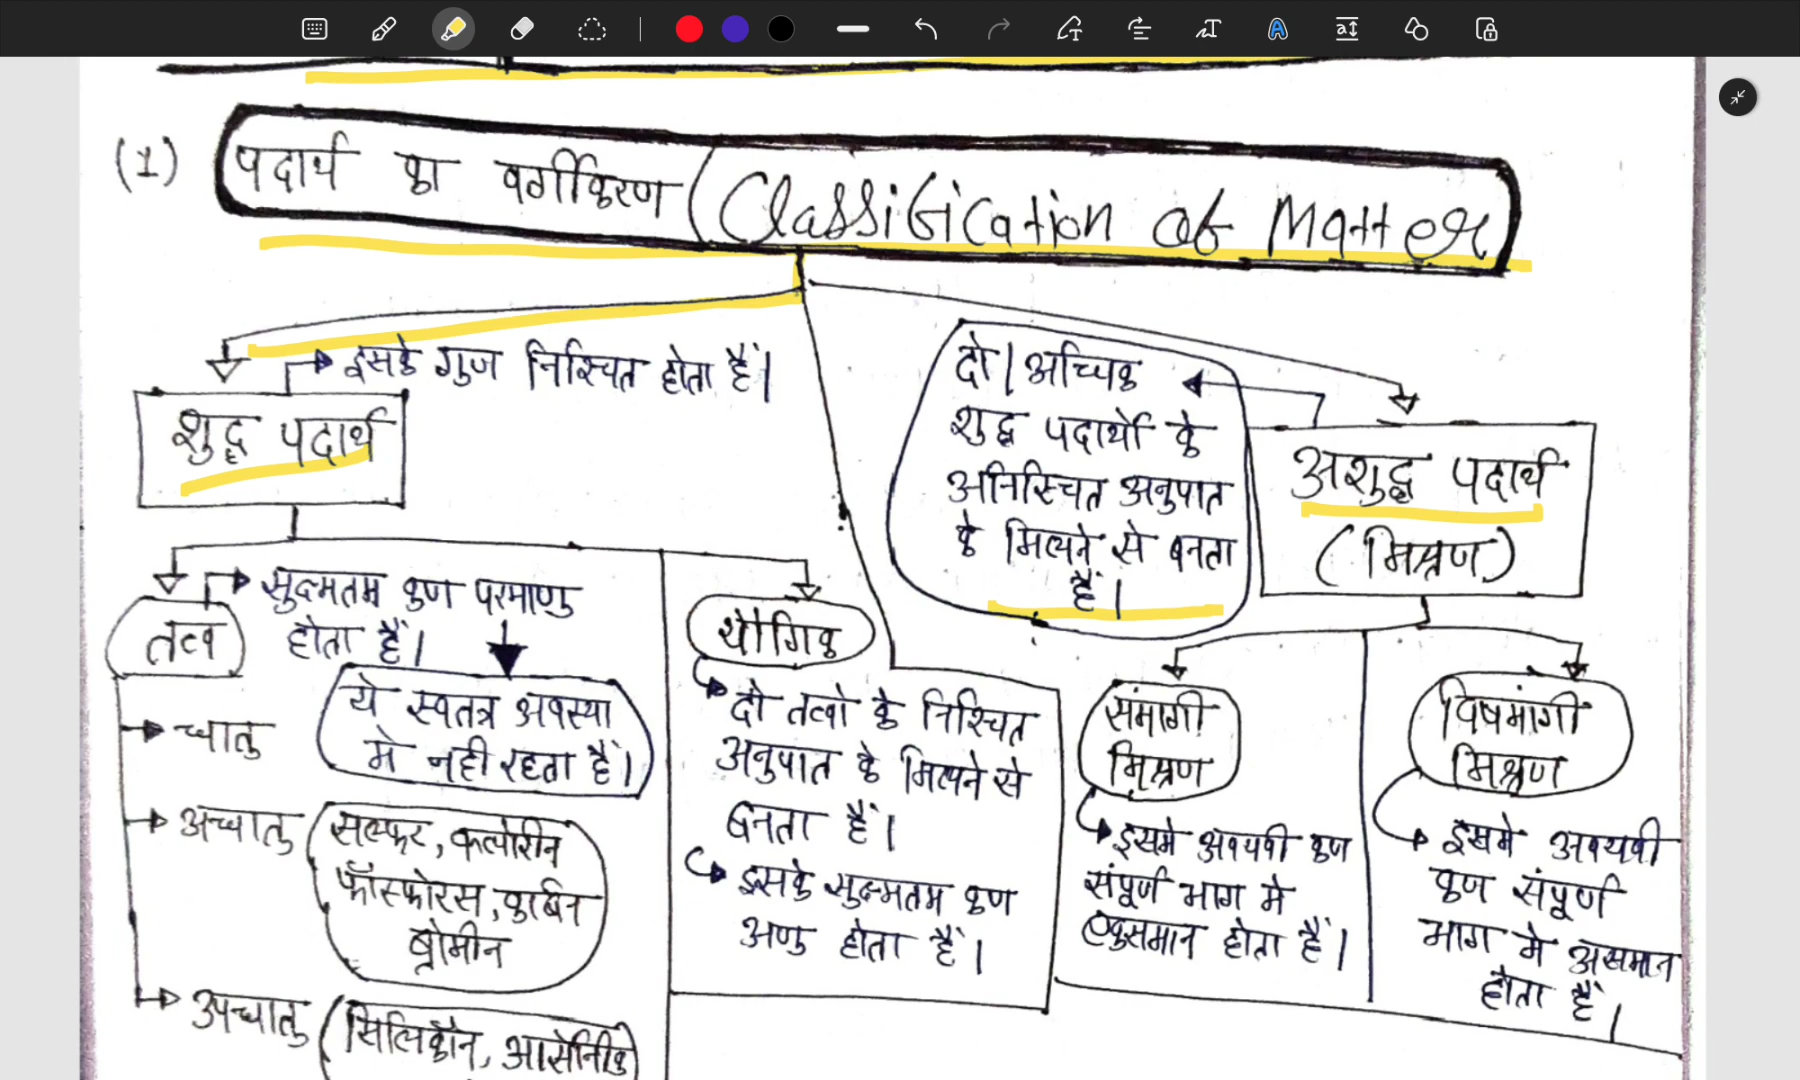 (1) पदार्थ का वर्गीकरण (Classification of Matter
इसके गुण निश्चित होता हैं।
शुद्ध पदार्थ
दो/अधिक
शुद्ध पदार्थो के
अनिश्चित अनुपात
के मिलने से बनता
हैं।
अशुद्ध पदार्थ
(मिश्रण)
तत्व
सुक्ष्मतम कण परमाणु
होता हैं।
ये स्वतत्र अवस्था
मे नही रहता हैं।
धातु
अधातु
सल्फर, क्लोरीन
फॉस्फोरस, कार्बन
ब्रोमीन
उपधातु
(सिलिकॉन, आर्सेनिक
यौगिक
दो तत्वो के निश्चित
अनुपात के मिलने से
बनता हैं।
इसके सुक्ष्मतम कण
अणु होता हैं।
संमागी
मिश्रण
इसमे अवयवी कण
संपूर्ण भाग मे
एकसमान होता हैं।
विषमांगी
मिश्रण
इसमे अवयवी
कण संपूर्ण
भाग मे असमान
होता हैं।